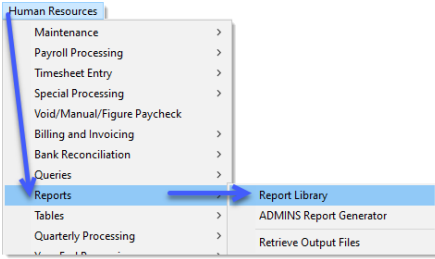 Human Resources
Maintenance
Payroll Processing
Timesheet Entry
Special Processing
Void/Manual/Figure Paycheck
Billing and Invoicing
Bank Reconciliation
Queries
Reports
Report Library
Tables
ADMINS Report Generator
Quarterly Processing
Retrieve Output Files